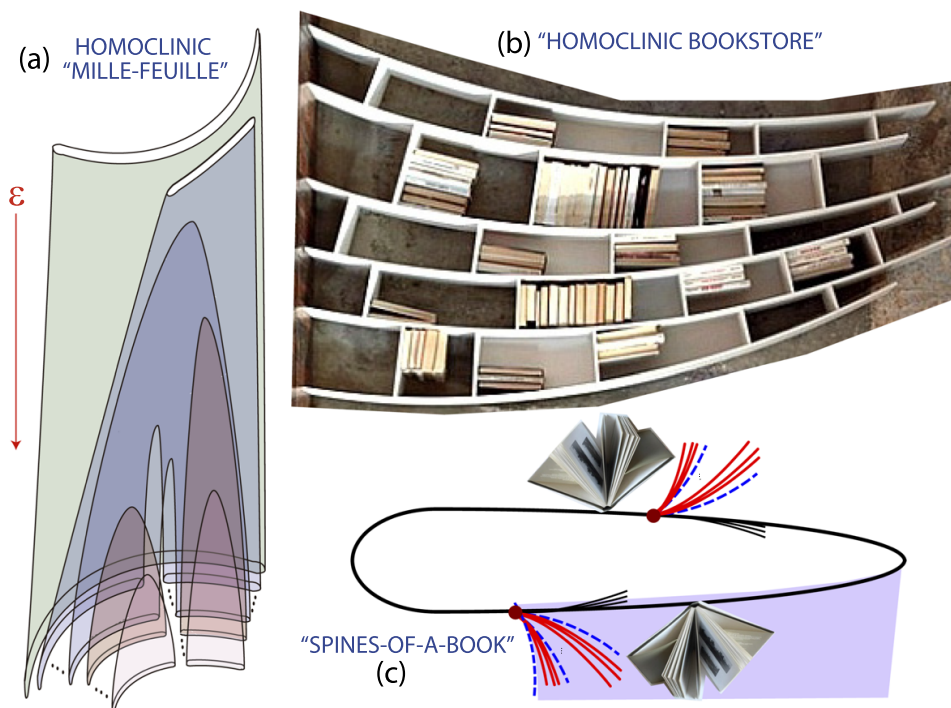 (a) HOMOCLINIC
"MILLE-FEUILLE"
(b) "HOMOCLINIC BOOKSTORE"
ε
"SPINES-OF-A-BOOK"
(c)